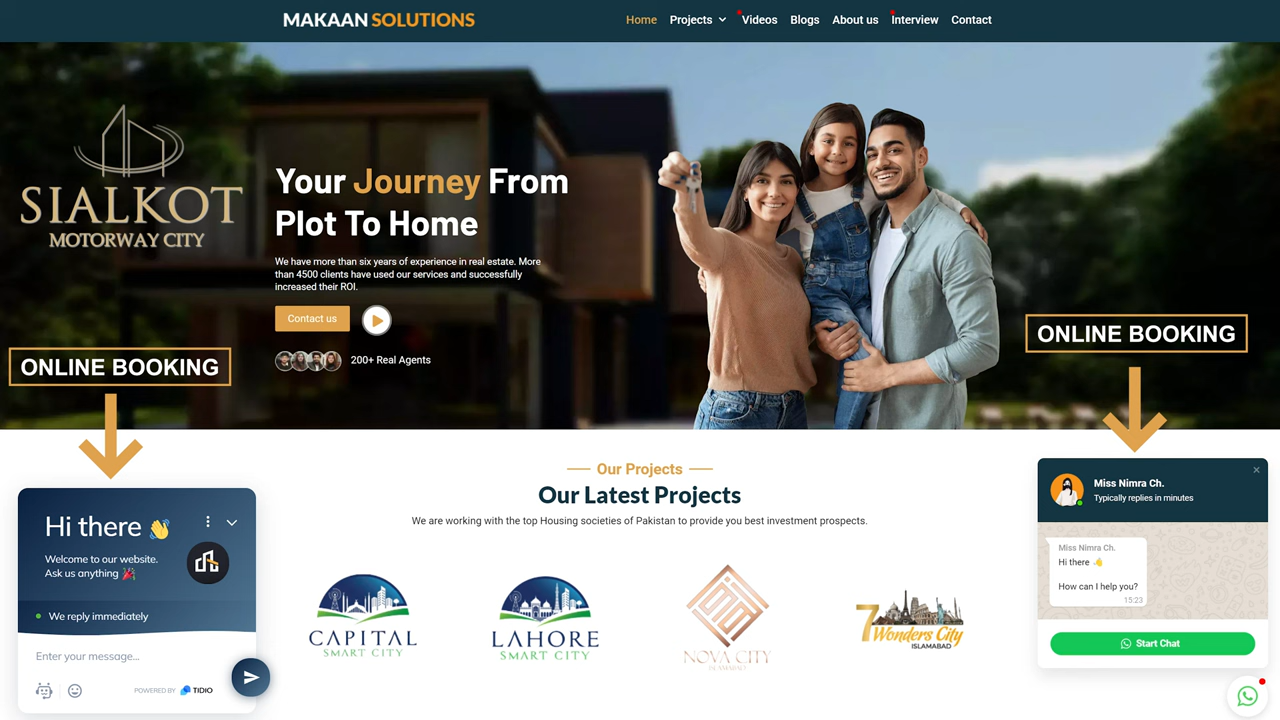 MAKAAN SOLUTIONS
Home Projects Videos Blogs About us Interview Contact
SIALKOT
MOTORWAY CITY
Your Journey From
Plot To Home
We have more than six years of experience in real estate. More
than 4500 clients have used our services and successfully
increased their ROI.
Contact us
200+ Real Agents
ONLINE BOOKING
ONLINE BOOKING
Our Projects
Our Latest Projects
We are working with the top Housing societies of Pakistan to provide you best investment prospects.
CAPITAL
SMART CITY
LAHORE
SMART CITY
NOVA CITY
ISLAMABAD
7 Wonders City
ISLAMABAD
Hi there 👋
Welcome to our website.
Ask us anything 🎉
We reply immediately
Enter your message...
POWERED BY TIDIO
Miss Nimra Ch.
Typically replies in minutes
Miss Nimra Ch.
Hi there 👋
How can I help you?
15:23
Start Chat